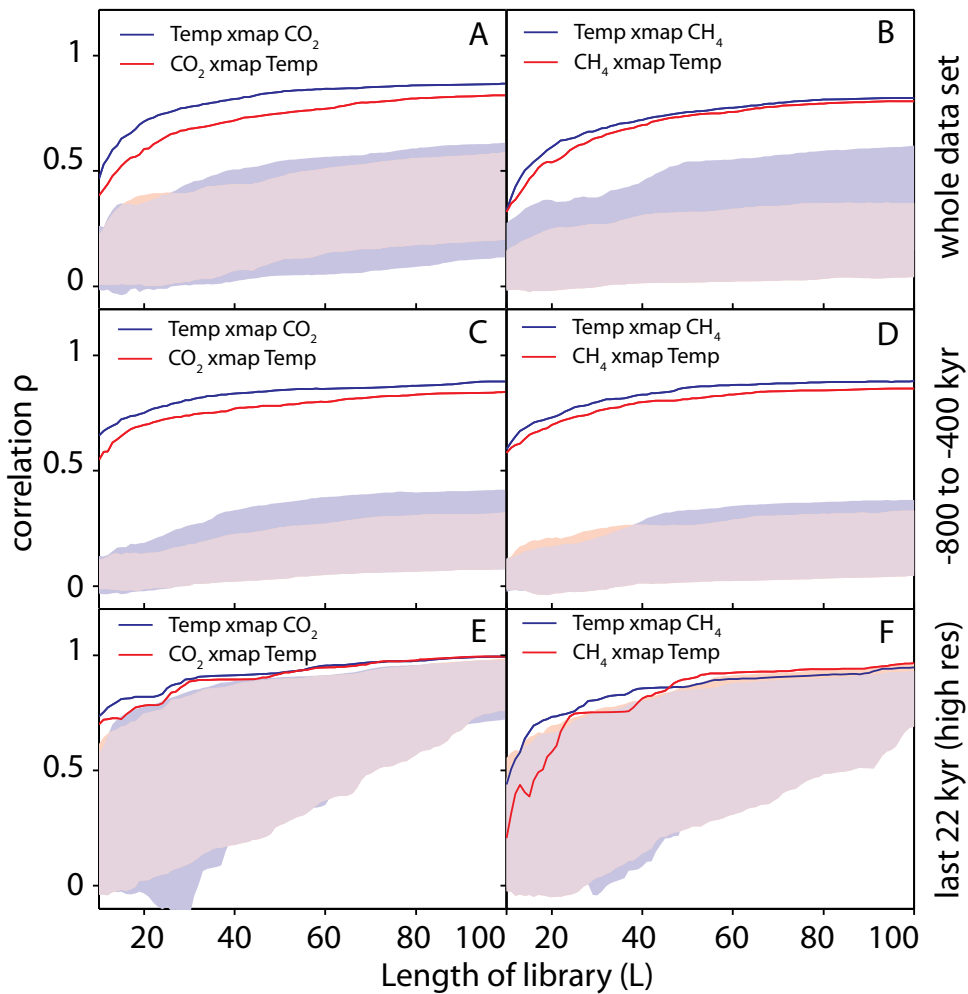 Temp xmap CO2
CO2 xmap Temp
A
1
0.5
0
Temp xmap CH4
CH4 xmap Temp
B
whole data set
Temp xmap CO2
CO2 xmap Temp
C
1
0.5
0
Temp xmap CH4
CH4 xmap Temp
D
-800 to -400 kyr
correlation ρ
Temp xmap CO2
CO2 xmap Temp
E
1
0.5
0
Temp xmap CH4
CH4 xmap Temp
F
last 22 kyr (high res)
20 40 60 80 100
20 40 60 80 100
Length of library (L)